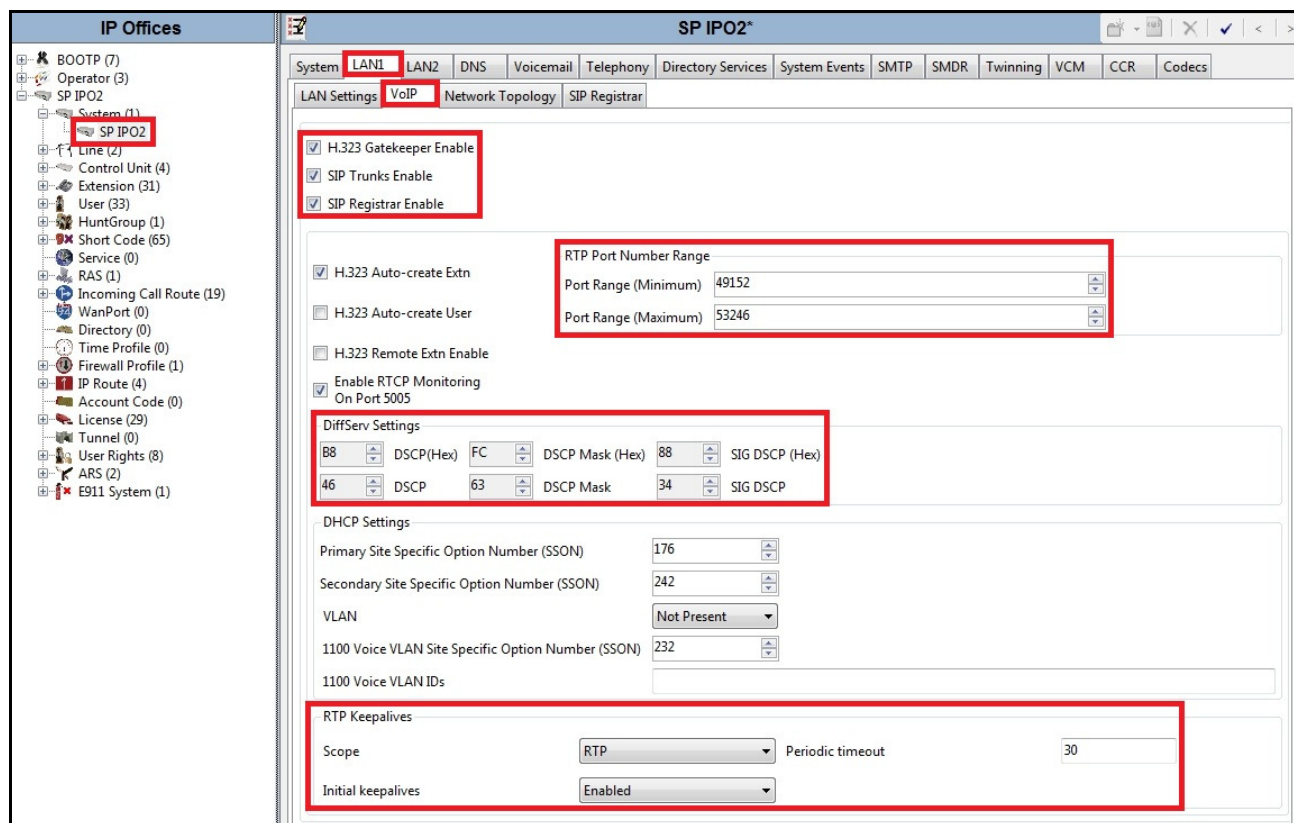 IP Offices
BOOTP (7)
Operator (3)
SP IPO2
System (1)
SP IPO2
Line (2)
Control Unit (4)
Extension (31)
User (33)
HuntGroup (1)
Short Code (65)
Service (0)
RAS (1)
Incoming Call Route (19)
WanPort (0)
Directory (0)
Time Profile (0)
Firewall Profile (1)
IP Route (4)
Account Code (0)
License (29)
Tunnel (0)
User Rights (8)
ARS (2)
E911 System (1)
SP IPO2*
System LAN1 LAN2 DNS Voicemail Telephony Directory Services System Events SMTP SMDR Twinning VCM CCR Codecs
LAN Settings VoIP Network Topology SIP Registrar
H.323 Gatekeeper Enable
SIP Trunks Enable
SIP Registrar Enable
H.323 Auto-create Extn
H.323 Auto-create User
RTP Port Number Range
Port Range (Minimum) 49152
Port Range (Maximum) 53246
H.323 Remote Extn Enable
Enable RTCP Monitoring
On Port 5005
DiffServ Settings
B8 DSCP(Hex) FC DSCP Mask (Hex) 88 SIG DSCP (Hex)
46 DSCP 63 DSCP Mask 34 SIG DSCP
DHCP Settings
Primary Site Specific Option Number (SSON) 176
Secondary Site Specific Option Number (SSON) 242
VLAN Not Present
1100 Voice VLAN Site Specific Option Number (SSON) 232
1100 Voice VLAN IDs
RTP Keepalives
Scope RTP Periodic timeout 30
Initial keepalives Enabled